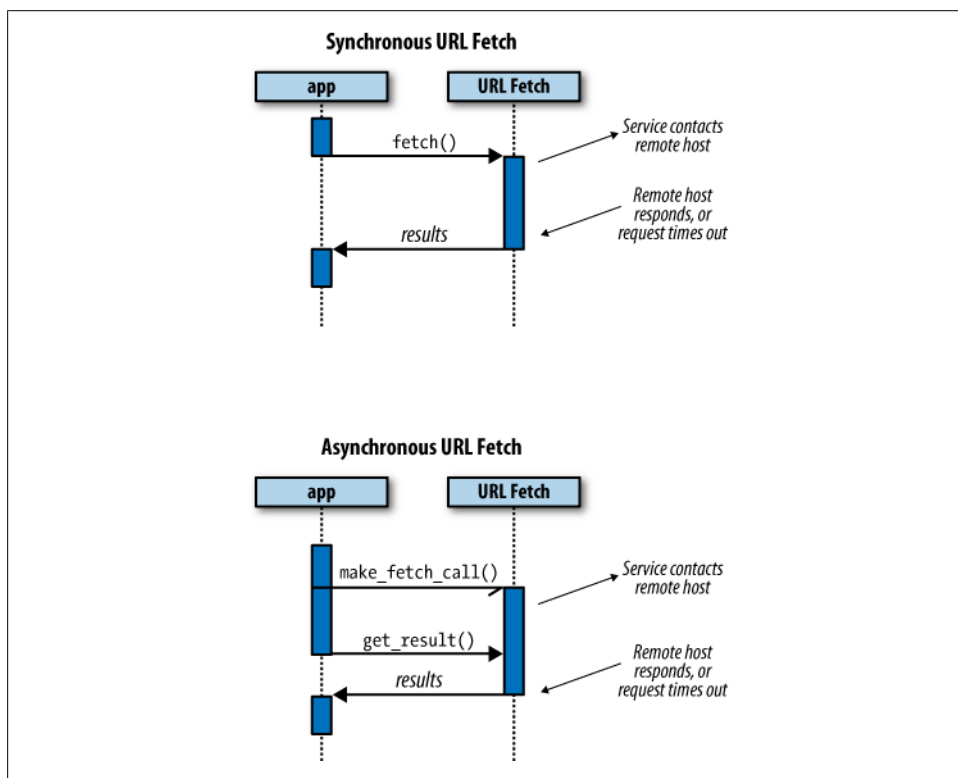 Synchronous URL Fetch
app
URL Fetch
fetch()
Service contacts
remote host
Remote host
responds, or
request times out
results
Asynchronous URL Fetch
app
URL Fetch
make_fetch_call()
Service contacts
remote host
get_result()
Remote host
responds, or
request times out
results